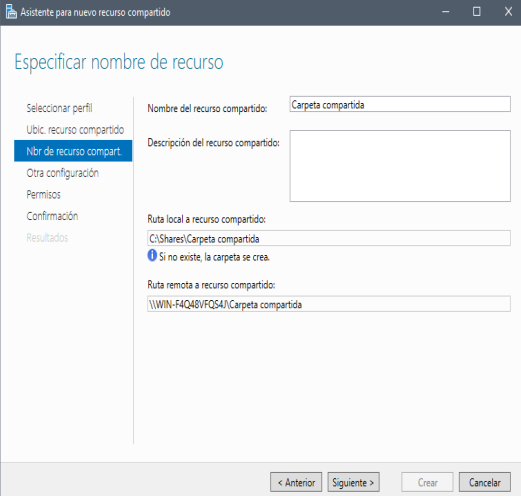 Asistente para nuevo recurso compartido
Especificar nombre de recurso
Seleccionar perfil
Ubic. recurso compartido
Nbr de recurso compart.
Otra configuración
Permisos
Confirmación
Resultados
Nombre del recurso compartido:
Carpeta compartida
Descripción del recurso compartido:
Ruta local a recurso compartido:
C:\Shares\Carpeta compartida
Si no existe, la carpeta se crea.
Ruta remota a recurso compartido:
\\WIN-F4Q48VFQS4J\Carpeta compartida
< Anterior
Siguiente >
Crear
Cancelar